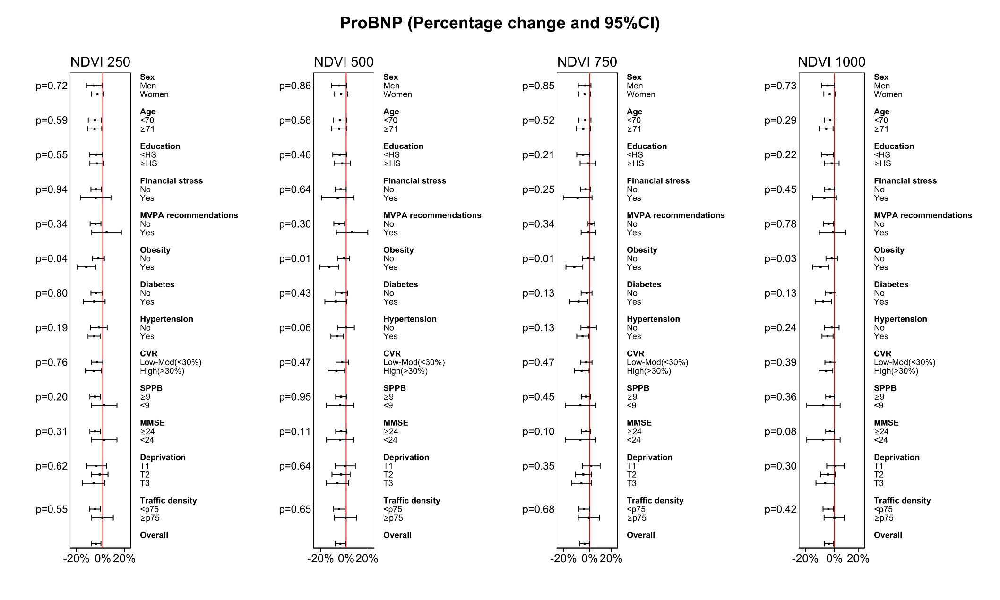 ProBNP (Percentage change and 95%CI)
NDVI 250
Sex
p=0.72 Men
Women
Age
p=0.59 <70
≥71
Education
p=0.55 <HS
≥HS
Financial stress
p=0.94 No
Yes
MVPA recommendations
p=0.34 No
Yes
Obesity
p=0.04 No
Yes
Diabetes
p=0.80 No
Yes
Hypertension
p=0.19 No
Yes
CVR
p=0.76 Low-Mod(<30%)
High(>30%)
SPPB
p=0.20 ≥9
<9
MMSE
p=0.31 ≥24
<24
Deprivation
p=0.62 T1
T2
T3
Traffic density
p=0.55 <p75
≥p75
Overall
-20% 0% 20%
NDVI 500
Sex
p=0.86 Men
Women
Age
p=0.58 <70
≥71
Education
p=0.46 <HS
≥HS
Financial stress
p=0.64 No
Yes
MVPA recommendations
p=0.30 No
Yes
Obesity
p=0.01 No
Yes
Diabetes
p=0.43 No
Yes
Hypertension
p=0.06 No
Yes
CVR
p=0.47 Low-Mod(<30%)
High(>30%)
SPPB
p=0.95 ≥9
<9
MMSE
p=0.11 ≥24
<24
Deprivation
p=0.64 T1
T2
T3
Traffic density
p=0.65 <p75
≥p75
Overall
-20% 0% 20%
NDVI 750
Sex
p=0.85 Men
Women
Age
p=0.52 <70
≥71
Education
p=0.21 <HS
≥HS
Financial stress
p=0.25 No
Yes
MVPA recommendations
p=0.34 No
Yes
Obesity
p=0.01 No
Yes
Diabetes
p=0.13 No
Yes
Hypertension
p=0.13 No
Yes
CVR
p=0.47 Low-Mod(<30%)
High(>30%)
SPPB
p=0.45 ≥9
<9
MMSE
p=0.10 ≥24
<24
Deprivation
p=0.35 T1
T2
T3
Traffic density
p=0.68 <p75
≥p75
Overall
-20% 0% 20%
NDVI 1000
Sex
p=0.73 Men
Women
Age
p=0.29 <70
≥71
Education
p=0.22 <HS
≥HS
Financial stress
p=0.45 No
Yes
MVPA recommendations
p=0.78 No
Yes
Obesity
p=0.03 No
Yes
Diabetes
p=0.13 No
Yes
Hypertension
p=0.24 No
Yes
CVR
p=0.39 Low-Mod(<30%)
High(>30%)
SPPB
p=0.36 ≥9
<9
MMSE
p=0.08 ≥24
<24
Deprivation
p=0.30 T1
T2
T3
Traffic density
p=0.42 <p75
≥p75
Overall
-20% 0% 20%